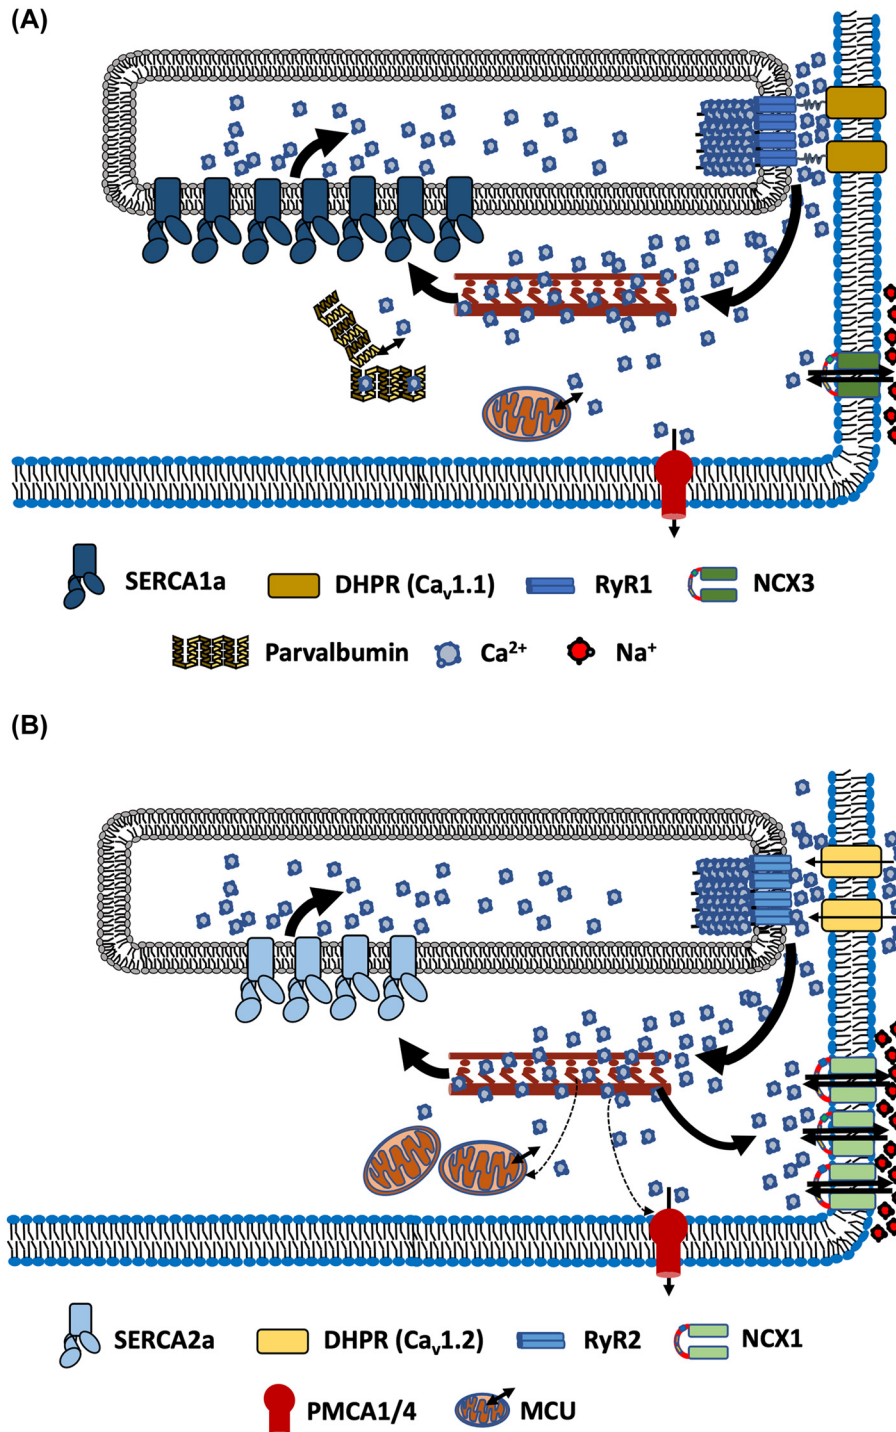 (A)
SERCA1a DHPR (Caᵥ1.1) RyR1 NCX3
Parvalbumin Ca²⁺ Na⁺
(B)
SERCA2a DHPR (Caᵥ1.2) RyR2 NCX1
PMCA1/4 MCU